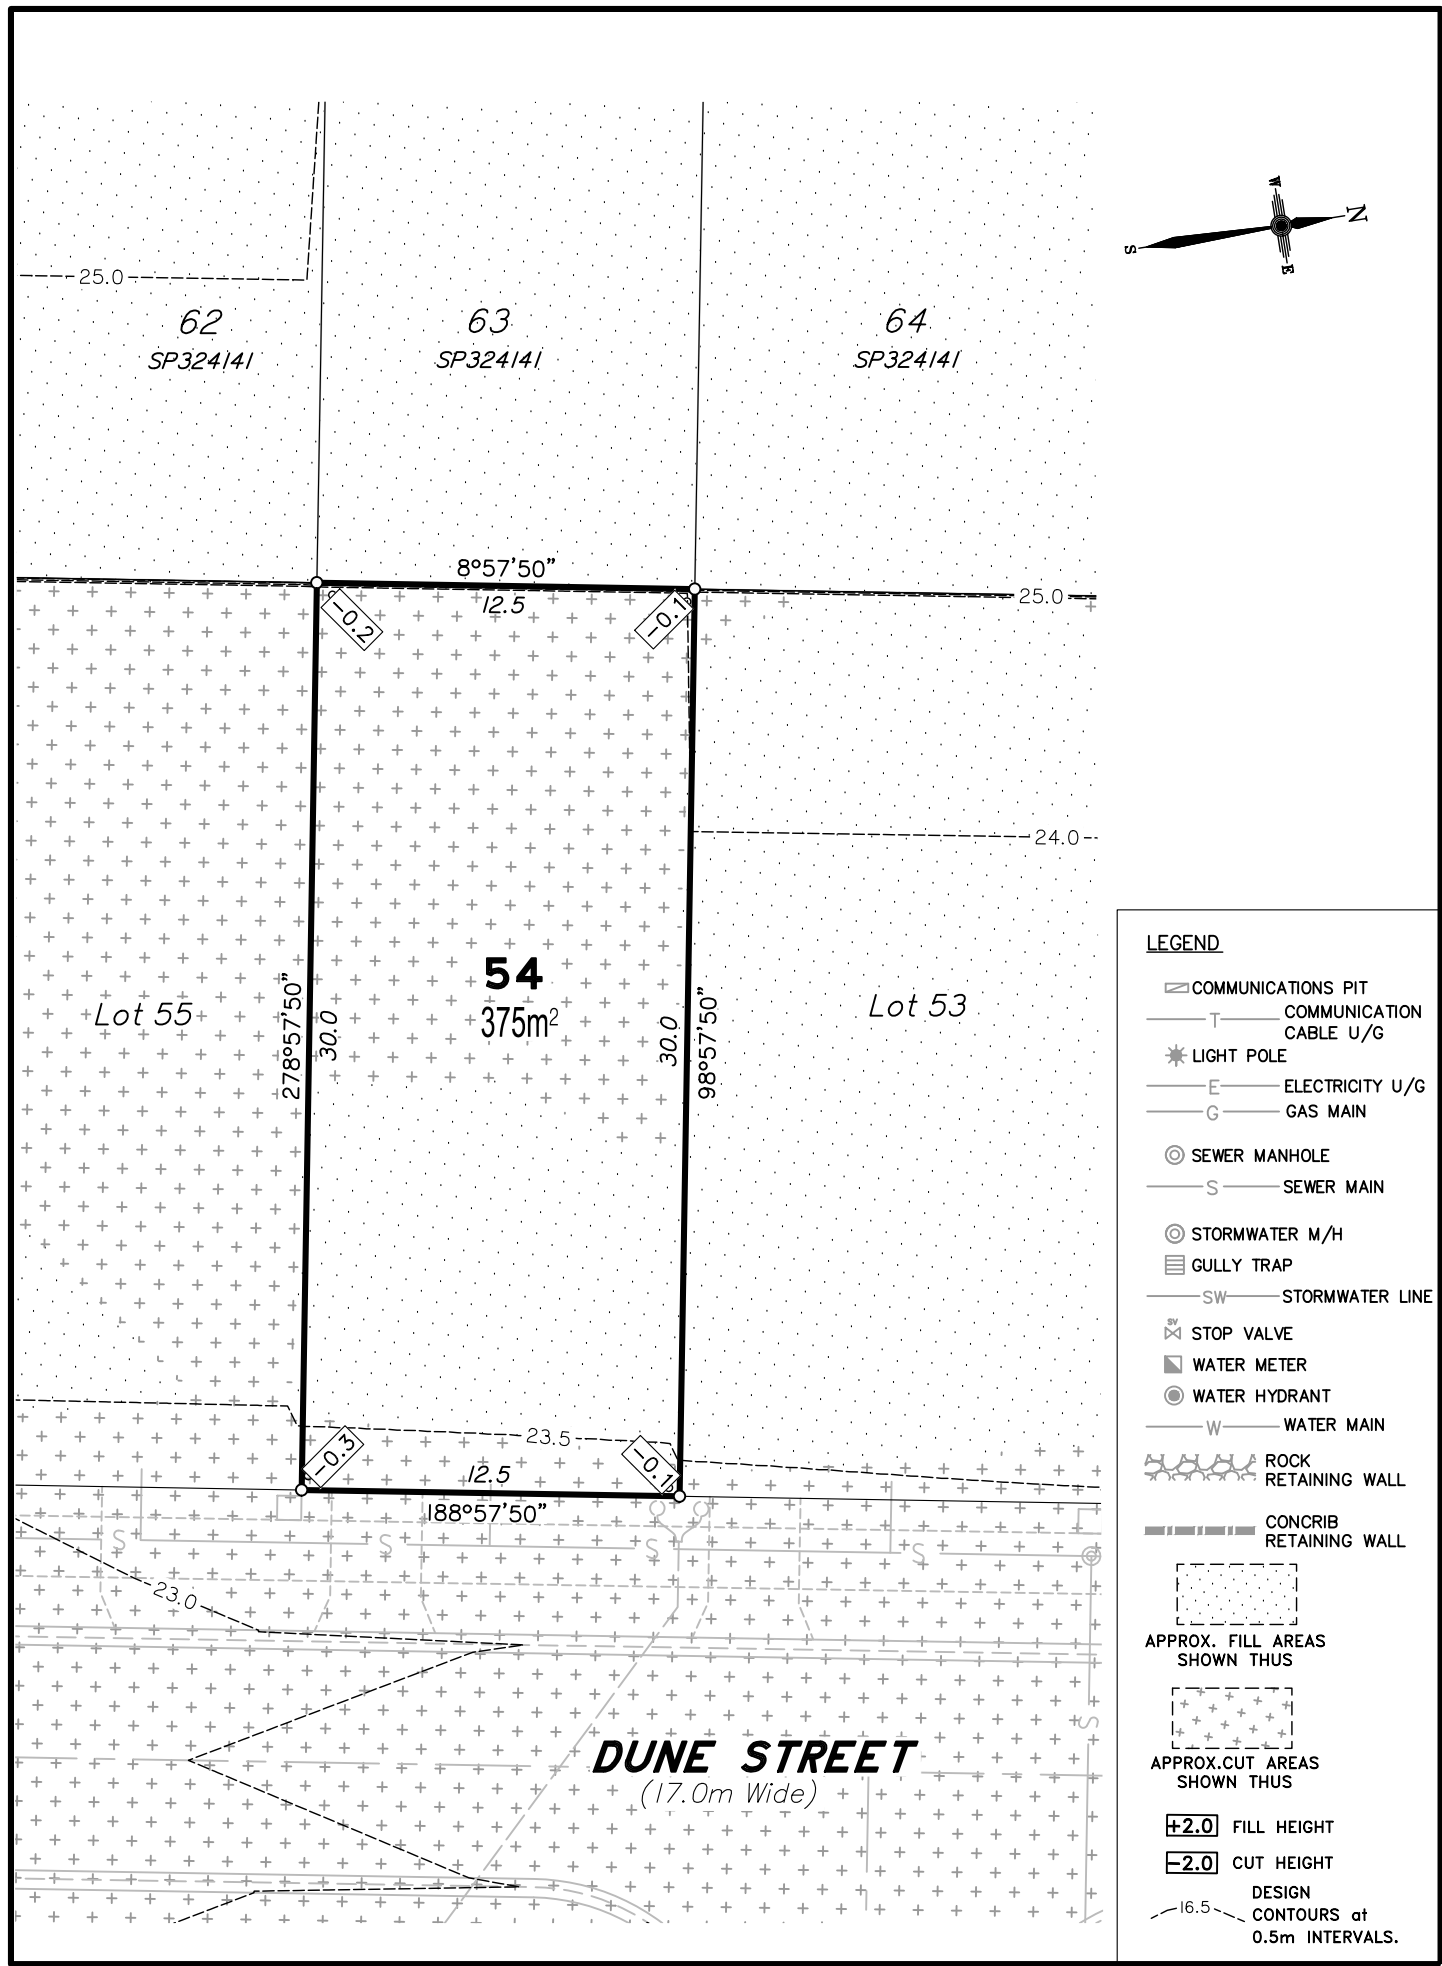 W
N
S
E
25.0
62
SP324141
63
SP324141
64
SP324141
8°57'50"
12.5
-0.2
-0.1
25.0
24.0
54
375m²
Lot 55
278°57'50"
30.0
30.0
98°57'50"
Lot 53
23.5
-0.3
-0.1
12.5
188°57'50"
S
S
S
S
23.0
S
DUNE STREET
(17.0m Wide)
LEGEND
COMMUNICATIONS PIT
T
COMMUNICATION
CABLE U/G
LIGHT POLE
E ELECTRICITY U/G
G GAS MAIN
SEWER MANHOLE
S SEWER MAIN
STORMWATER M/H
GULLY TRAP
SW STORMWATER LINE
SV
STOP VALVE
WATER METER
WATER HYDRANT
W WATER MAIN
ROCK
RETAINING WALL
CONCRIB
RETAINING WALL
APPROX. FILL AREAS
SHOWN THUS
APPROX.CUT AREAS
SHOWN THUS
+2.0 FILL HEIGHT
-2.0 CUT HEIGHT
16.5
DESIGN
CONTOURS at
0.5m INTERVALS.